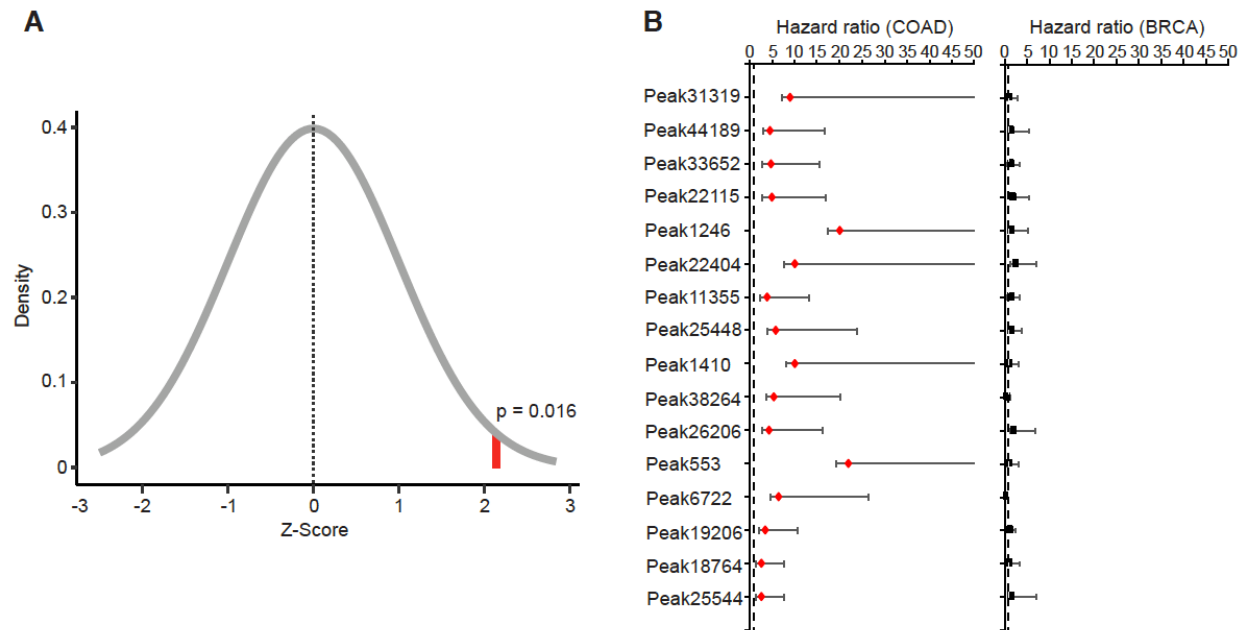 A
Density
0.4
0.3
0.2
0.1
0
p = 0.016
-3 -2 -1 0 1 2 3
Z-Score
B
Hazard ratio (COAD) Hazard ratio (BRCA)
0 5 10 15 20 25 30 35 40 45 50 0 5 10 15 20 25 30 35 40 45 50
Peak31319
Peak44189
Peak33652
Peak22115
Peak1246
Peak22404
Peak11355
Peak25448
Peak1410
Peak38264
Peak26206
Peak553
Peak6722
Peak19206
Peak18764
Peak25544